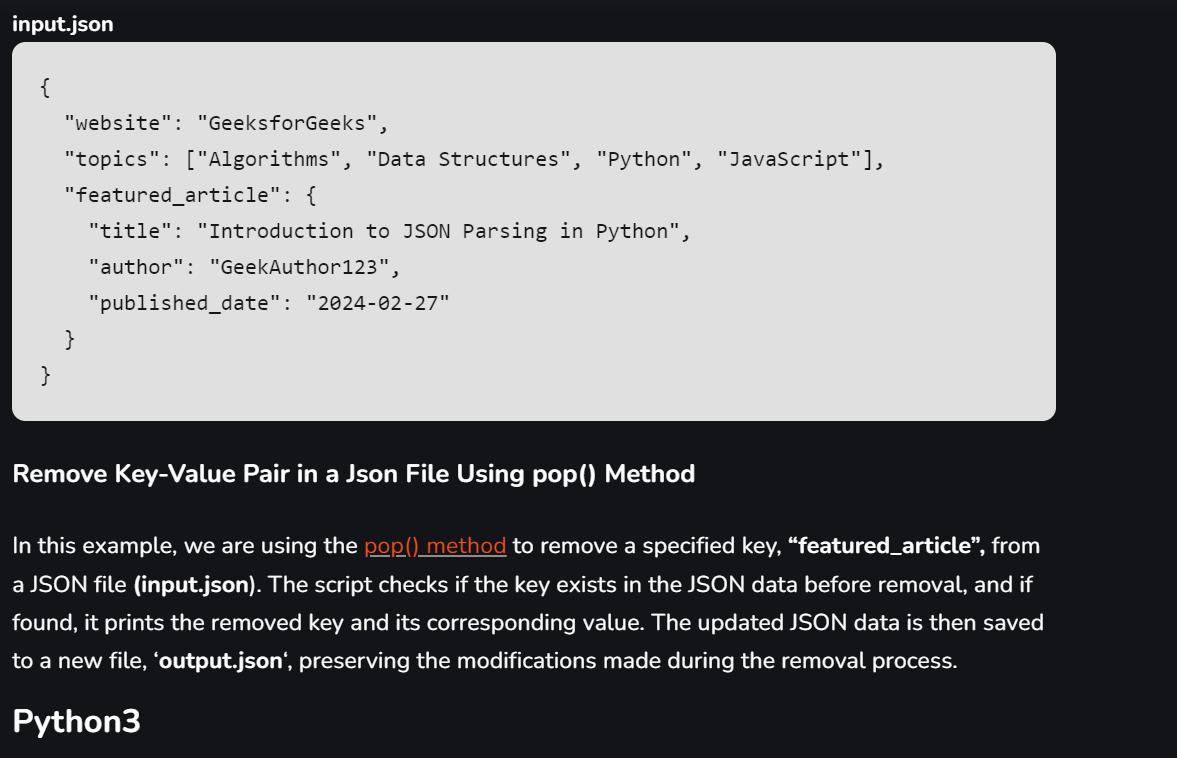 input.json
{
  "website": "GeeksforGeeks",
  "topics": ["Algorithms", "Data Structures", "Python", "JavaScript"],
  "featured_article": {
    "title": "Introduction to JSON Parsing in Python",
    "author": "GeekAuthor123",
    "published_date": "2024-02-27"
  }
}
Remove Key-Value Pair in a Json File Using pop() Method
In this example, we are using the pop() method to remove a specified key, “featured_article”, from
a JSON file (input.json). The script checks if the key exists in the JSON data before removal, and if
found, it prints the removed key and its corresponding value. The updated JSON data is then saved
to a new file, ‘output.json‘, preserving the modifications made during the removal process.
Python3